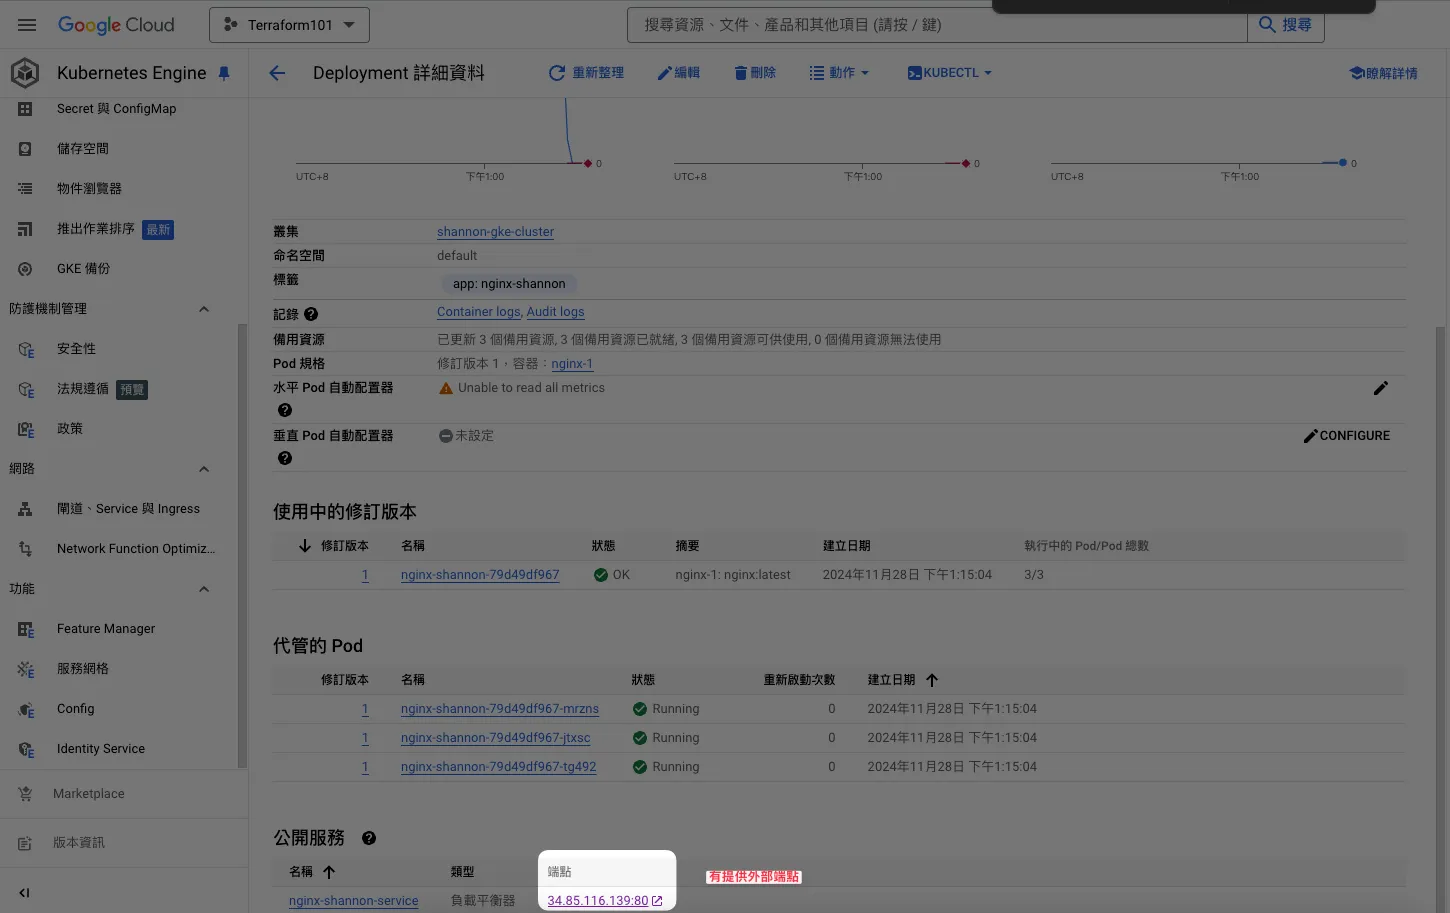 Google Cloud
Terraform101
搜尋資源、文件、產品和其他項目 (請按 / 鍵)
搜尋
Kubernetes Engine
Deployment 詳細資料
重新整理
編輯
刪除
動作
KUBECTL
瞭解詳情
Secret 與 ConfigMap
儲存空間
物件瀏覽器
推出作業排序 最新
GKE 備份
防護機制管理
安全性
法規遵循 預覽
政策
網路
閘道、Service 與 Ingress
Network Function Optimiz...
功能
Feature Manager
服務網格
Config
Identity Service
Marketplace
版本資訊
0
UTC+8 下午1:00
0
UTC+8 下午1:00
0
UTC+8 下午1:00
叢集 shannon-gke-cluster
命名空間 default
標籤 app: nginx-shannon
記錄 Container logs, Audit logs
備用資源 已更新 3 個備用資源, 3 個備用資源已就緒, 3 個備用資源可供使用, 0 個備用資源無法使用
Pod 規格 修訂版本 1，容器：nginx-1
水平 Pod 自動配置器 Unable to read all metrics
垂直 Pod 自動配置器 未設定 CONFIGURE
使用中的修訂版本
修訂版本 名稱 狀態 摘要 建立日期 執行中的 Pod/Pod 總數
1 nginx-shannon-79d49df967 OK nginx-1: nginx:latest 2024年11月28日 下午1:15:04 3/3
代管的 Pod
修訂版本 名稱 狀態 重新啟動次數 建立日期
1 nginx-shannon-79d49df967-mrzns Running 0 2024年11月28日 下午1:15:04
1 nginx-shannon-79d49df967-jtxsc Running 0 2024年11月28日 下午1:15:04
1 nginx-shannon-79d49df967-tg492 Running 0 2024年11月28日 下午1:15:04
公開服務
名稱 類型 端點
有提供外部端點
nginx-shannon-service 負載平衡器 34.85.116.139:80